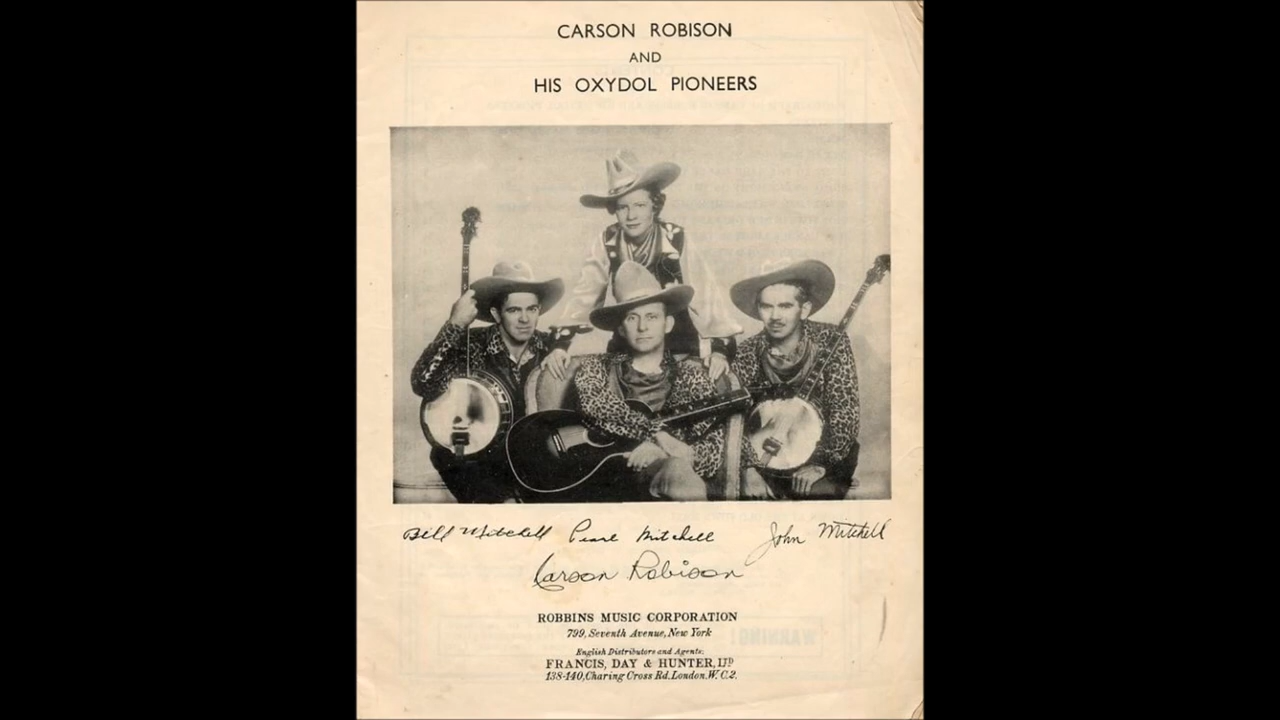 CARSON ROBISON
AND
HIS OXYDOL PIONEERS
Bill Mitchell Pearl Mitchell John Mitchell
Carson Robison
ROBBINS MUSIC CORPORATION
799, Seventh Avenue, New York
English Distributors and Agents:
FRANCIS, DAY & HUNTER, LTD
138-140, Charing Cross Rd. London. W.C.2.
WARNING!